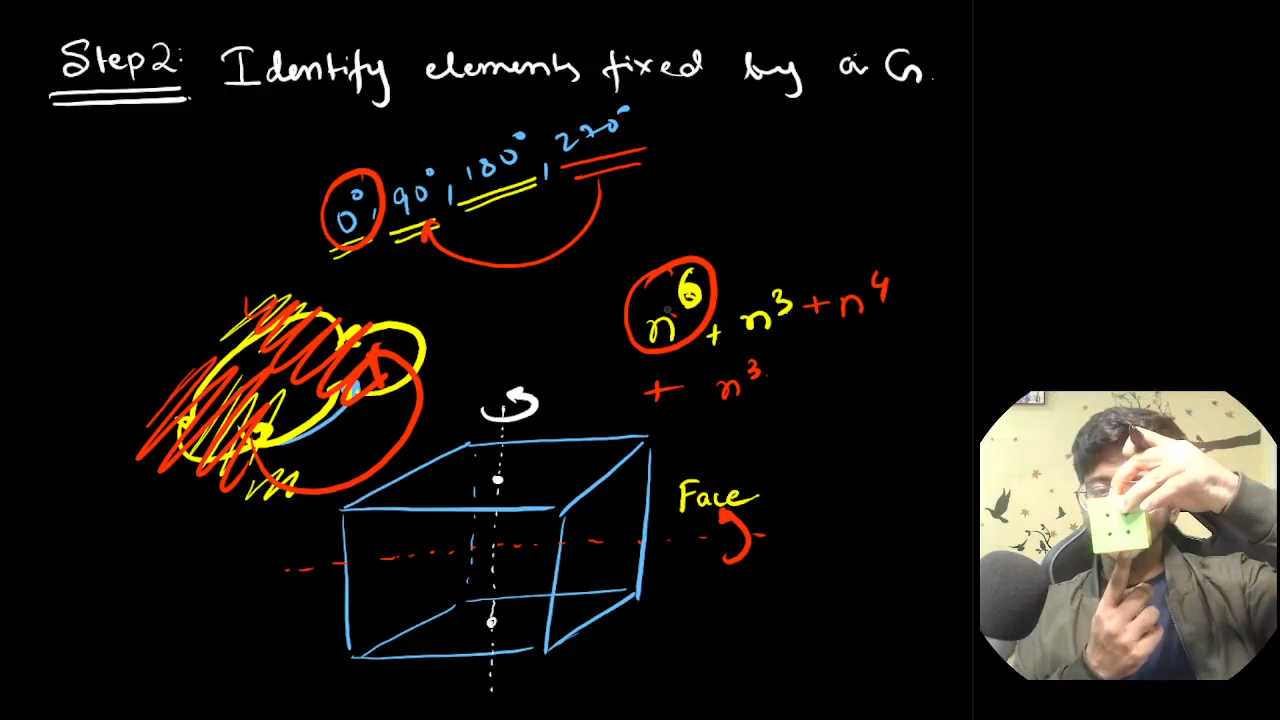 Step 2: Identify elements fixed by a G.
0°, 90°, 180°, 270°
n⁶ + n³ + n⁴
+ n³
Face